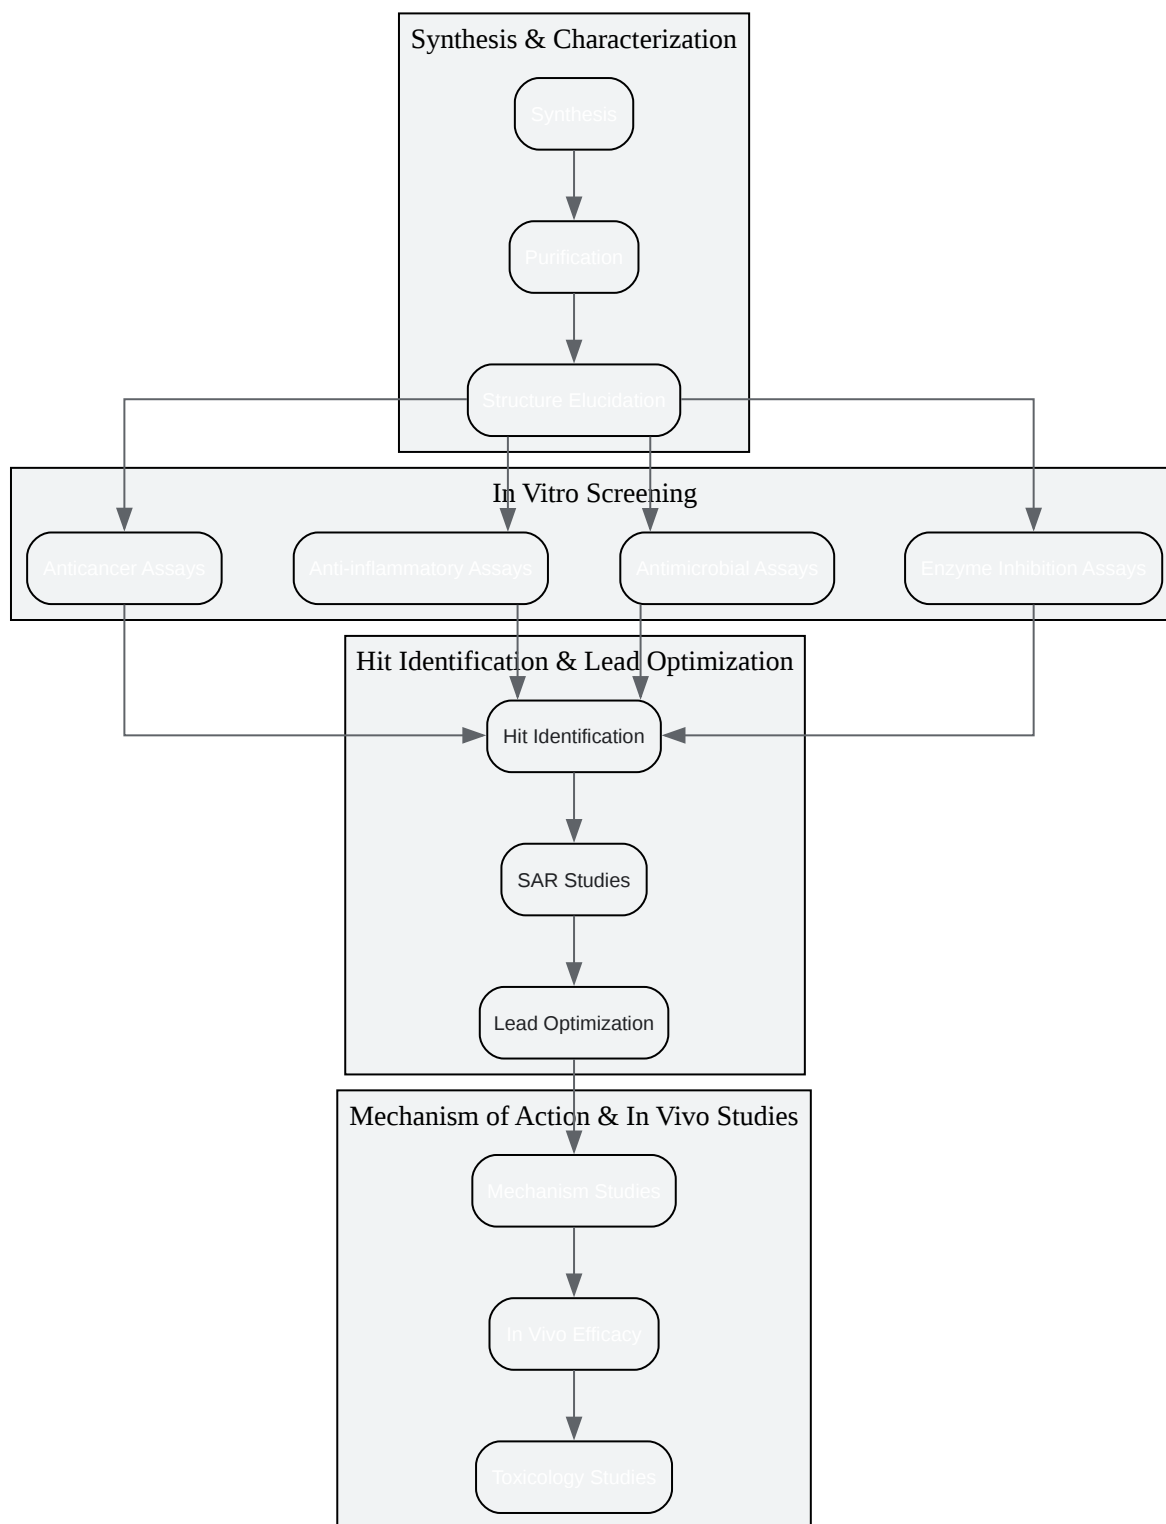 Synthesis & Characterization
Synthesis
Purification
Structure Elucidation
In Vitro Screening
Anticancer Assays
Anti-inflammatory Assays
Antimicrobial Assays
Enzyme Inhibition Assays
Hit Identification & Lead Optimization
Hit Identification
SAR Studies
Lead Optimization
Mechanism of Action & In Vivo Studies
Mechanism Studies
In Vivo Efficacy
Toxicology Studies